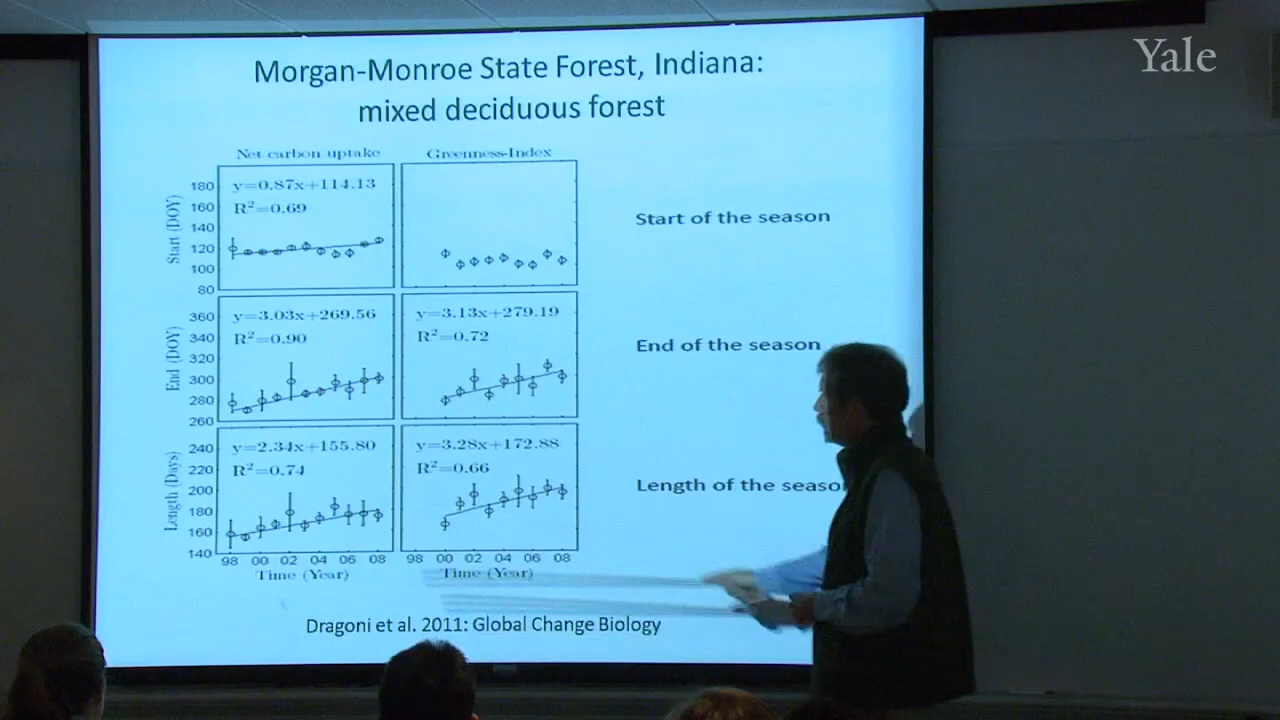 Yale
Morgan-Monroe State Forest, Indiana:
mixed deciduous forest
Net carbon uptake
Greenness-Index
Start (DOY)
180
160
140
120
100
80
y=0.87x+114.13
R²=0.69
Start of the season
End (DOY)
360
340
320
300
280
260
y=3.03x+269.56
R²=0.90
y=3.13x+279.19
R²=0.72
End of the season
Length (Days)
240
220
200
180
160
140
y=2.34x+155.80
R²=0.74
y=3.28x+172.88
R²=0.66
Length of the seaso
98 00 02 04 06 08
98 00 02 04 06 08
Time (Year)
Time (Year)
Dragoni et al. 2011: Global Change Biology